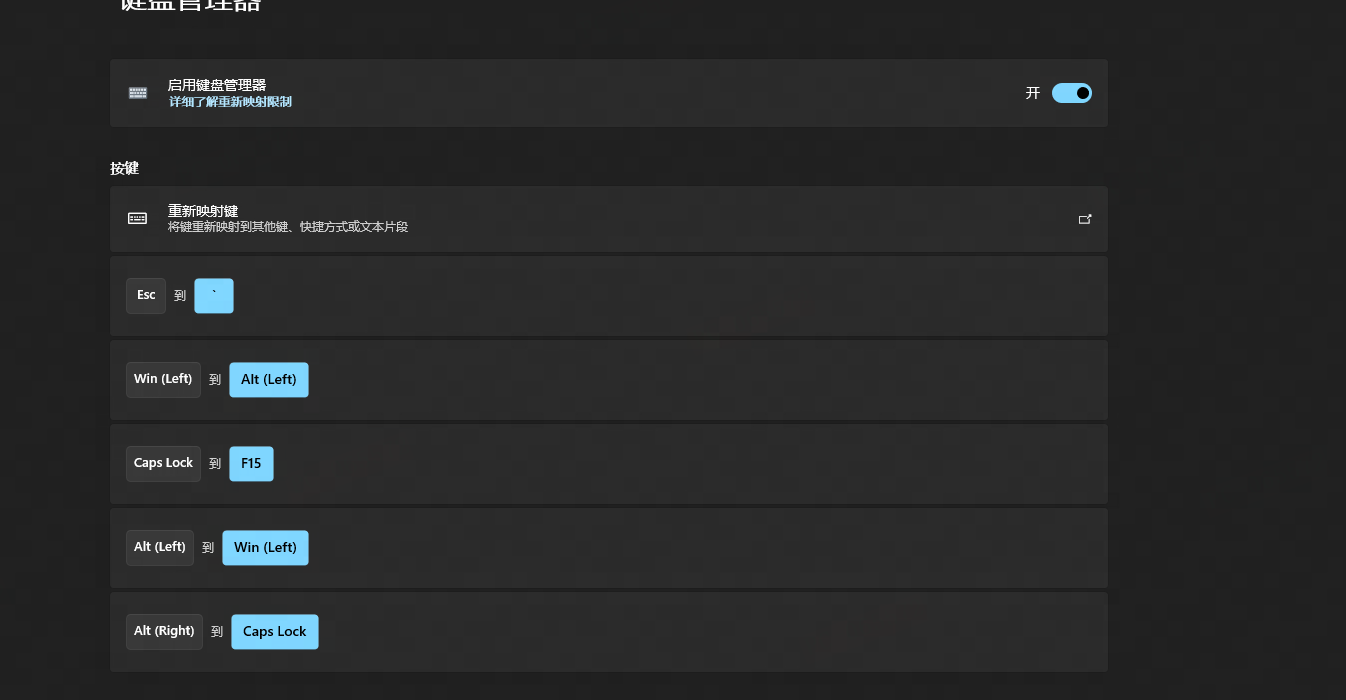 键盘管理器
启用键盘管理器
详细了解重新映射限制
开
按键
重新映射键
将键重新映射到其他键、快捷方式或文本片段
Esc 到 `
Win (Left) 到 Alt (Left)
Caps Lock 到 F15
Alt (Left) 到 Win (Left)
Alt (Right) 到 Caps Lock